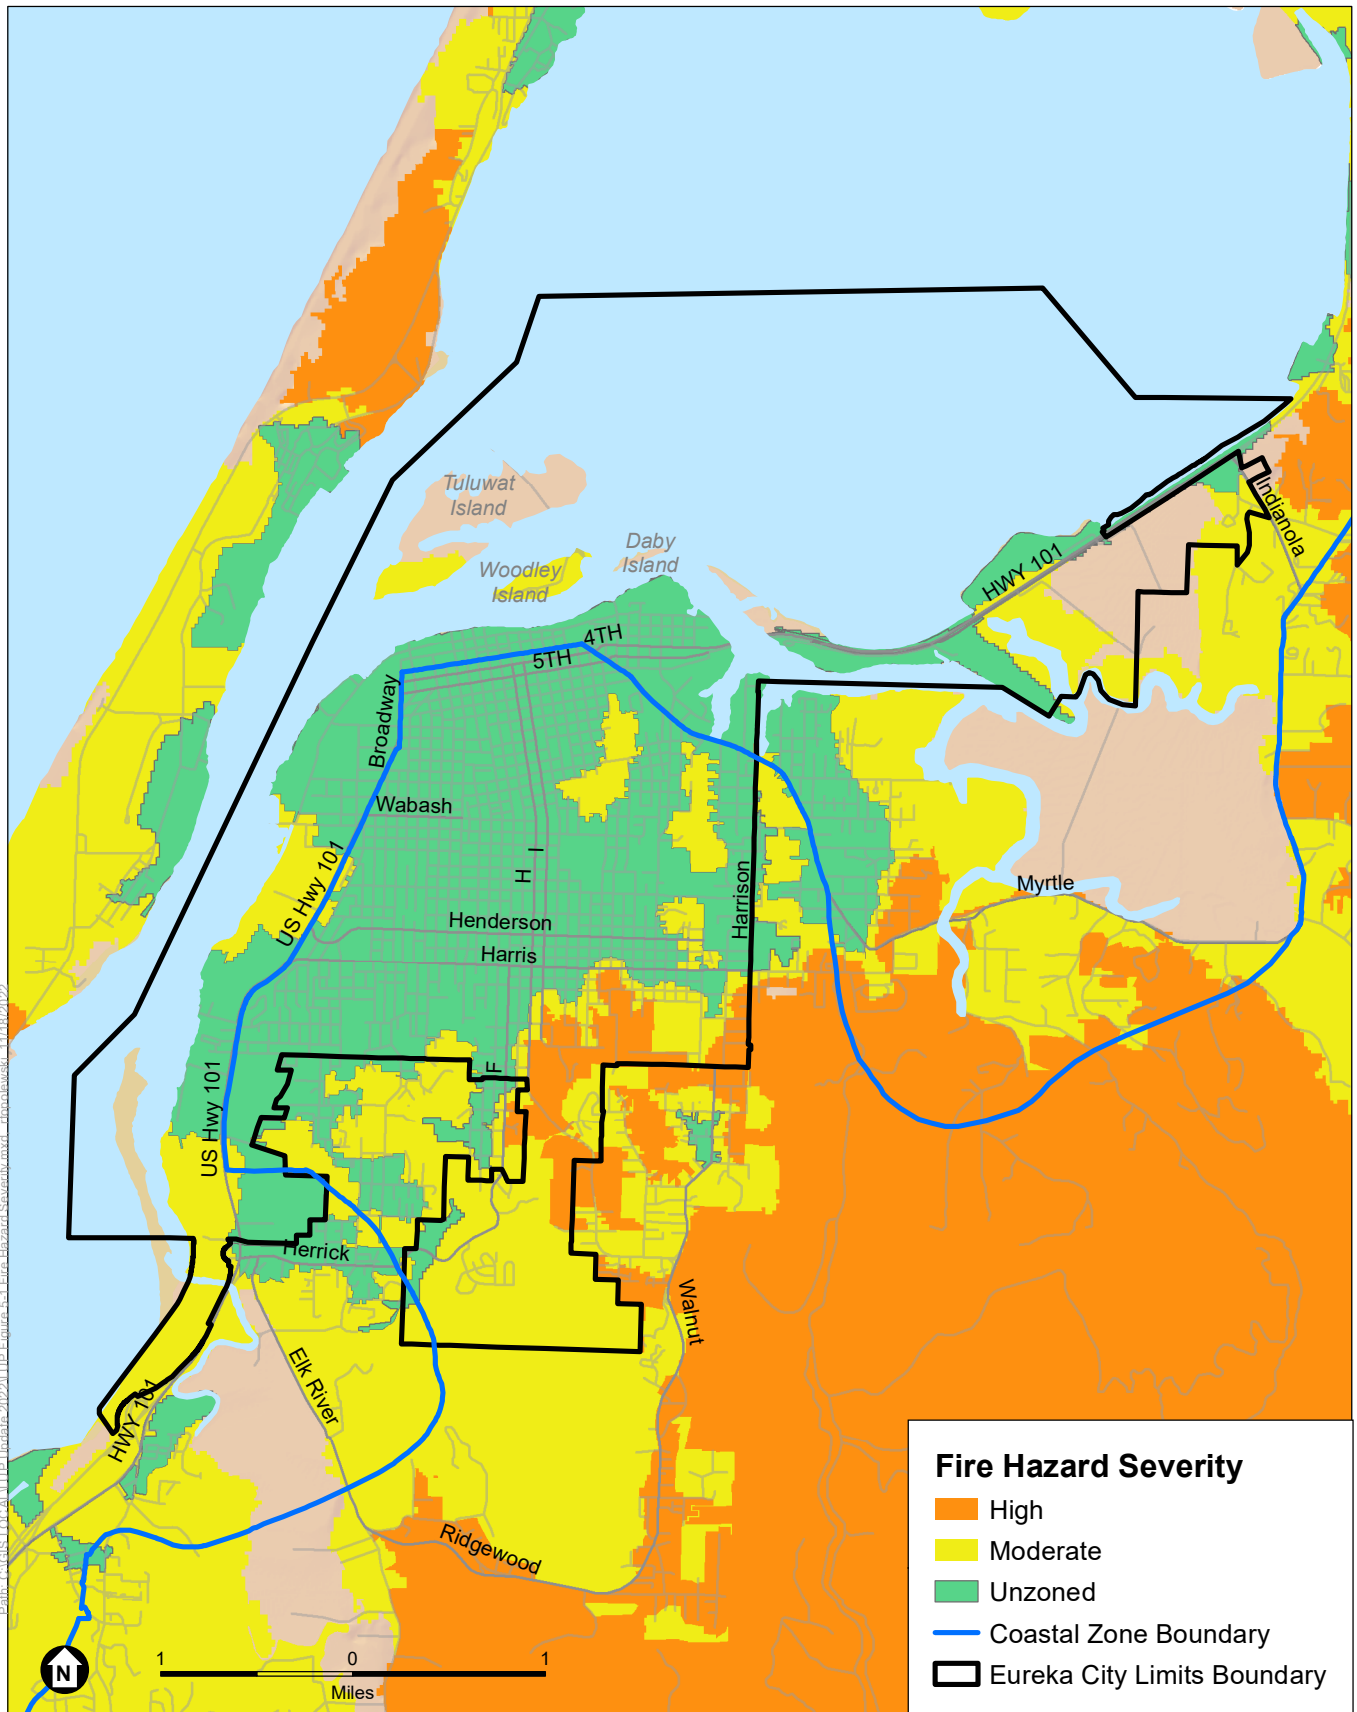 Tuluwat
Island
Daby
Island
Woodley
Island
HWY 101
Indianola
4TH
5TH
Broadway
Wabash
US Hwy 101
I
H
Harrison
Myrtle
Henderson
Harris
F
US Hwy 101
Herrick
Walnut
Elk River
HWY 101
Ridgewood
Fire Hazard Severity
High
Moderate
Unzoned
Coastal Zone Boundary
Eureka City Limits Boundary
N
1 0 1
Miles